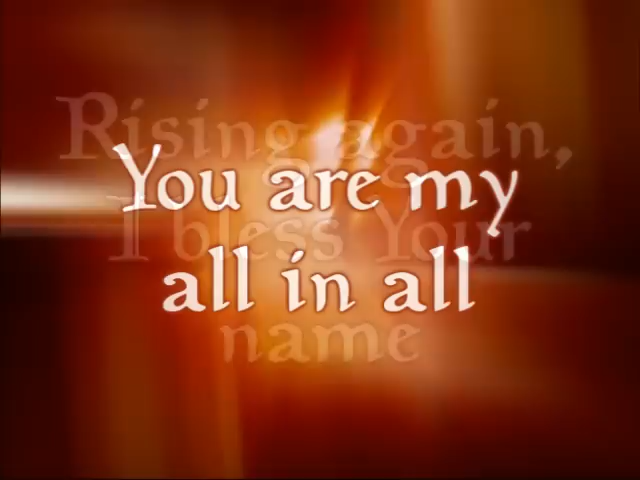 Rising again,
You are my
I bless Your
all in all
name